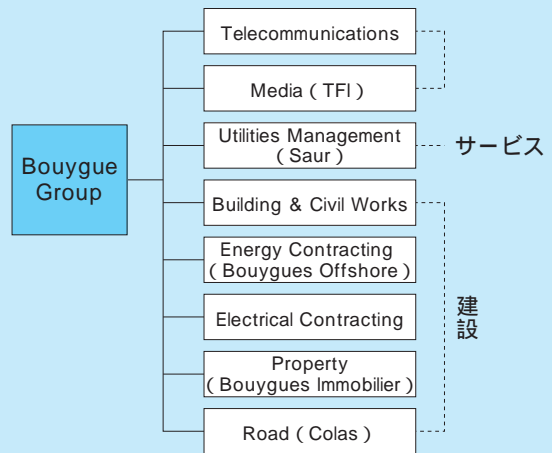 Bouygue
Group
Telecommunications
Media ( TFI )
Utilities Management
( Saur )
サービス
Building & Civil Works
Energy Contracting
( Bouygues Offshore )
Electrical Contracting
建設
Property
( Bouygues Immobilier )
Road ( Colas )